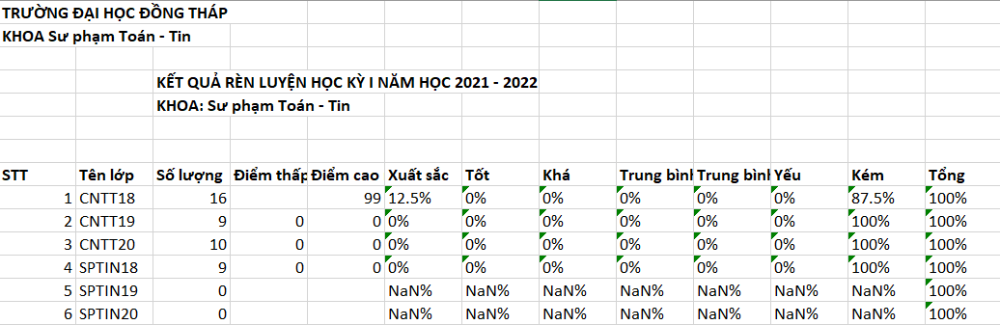 TRƯỜNG ĐẠI HỌC ĐỒNG THÁP
KHOA Sư phạm Toán - Tin
KẾT QUẢ RÈN LUYỆN HỌC KỲ I NĂM HỌC 2021 - 2022
KHOA: Sư phạm Toán - Tin
STT Tên lớp Số lượng Điểm thấp Điểm cao Xuất sắc Tốt Khá Trung bình Trung bình Yếu Kém Tổng
1 CNTT18 16 99 12.5% 0% 0% 0% 0% 0% 87.5% 100%
2 CNTT19 9 0 0 0% 0% 0% 0% 0% 0% 100% 100%
3 CNTT20 10 0 0 0% 0% 0% 0% 0% 0% 100% 100%
4 SPTIN18 9 0 0 0% 0% 0% 0% 0% 0% 100% 100%
5 SPTIN19 0 NaN% NaN% NaN% NaN% NaN% NaN% NaN% 100%
6 SPTIN20 0 NaN% NaN% NaN% NaN% NaN% NaN% NaN% 100%